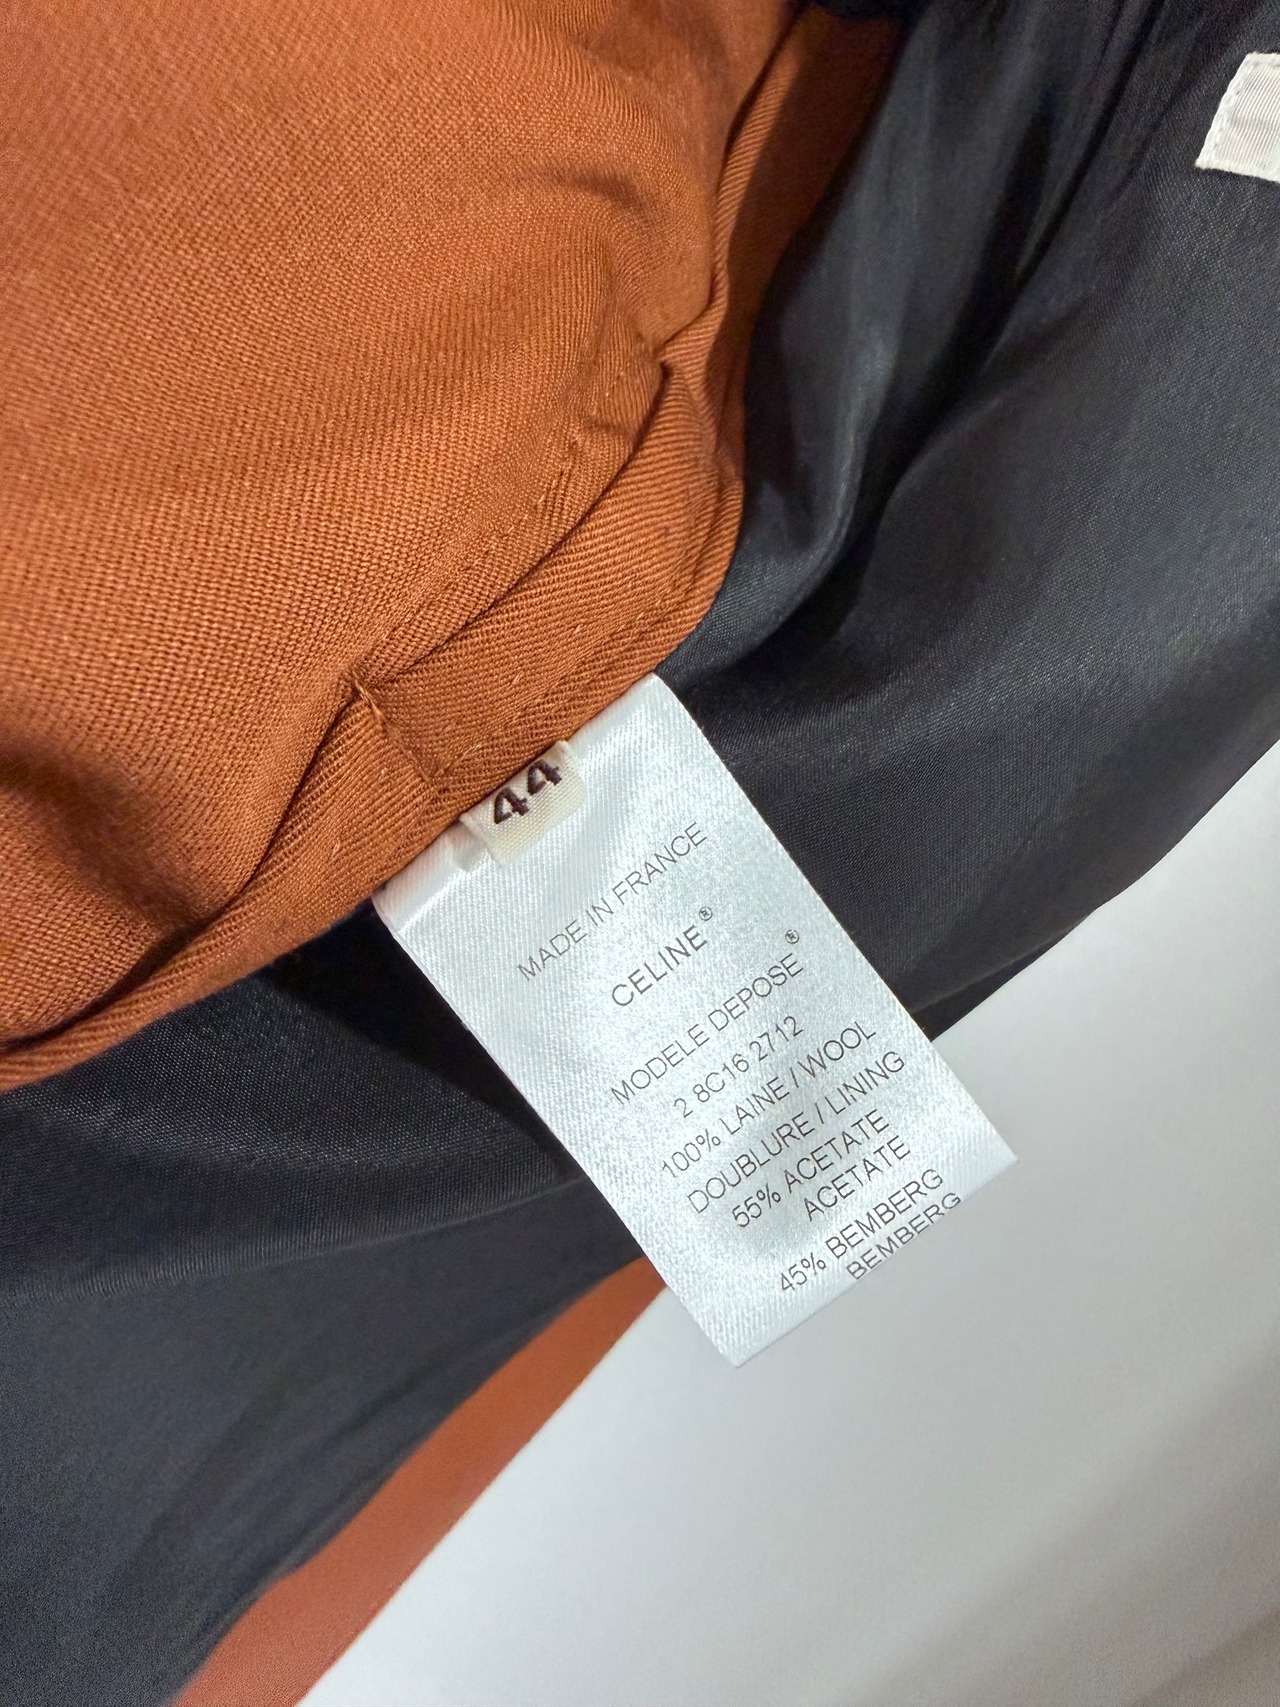 44
MADE IN FRANCE
CELINE®
MODELE DEPOSE®
2 8C16 2712
100% LAINE / WOOL
DOUBLURE / LINING
55% ACETATE
ACETATE
45% BEMBERG
BEMBERG